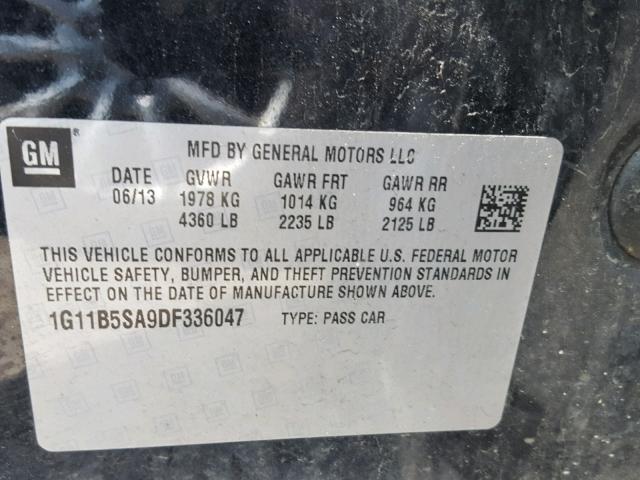 GM ®
MFD BY GENERAL MOTORS LLC
DATE GVWR GAWR FRT GAWR RR
06/13 1978 KG 1014 KG 964 KG
4360 LB 2235 LB 2125 LB
THIS VEHICLE CONFORMS TO ALL APPLICABLE U.S. FEDERAL MOTOR
VEHICLE SAFETY, BUMPER, AND THEFT PREVENTION STANDARDS IN
EFFECT ON THE DATE OF MANUFACTURE SHOWN ABOVE.
1G11B5SA9DF336047 TYPE: PASS CAR